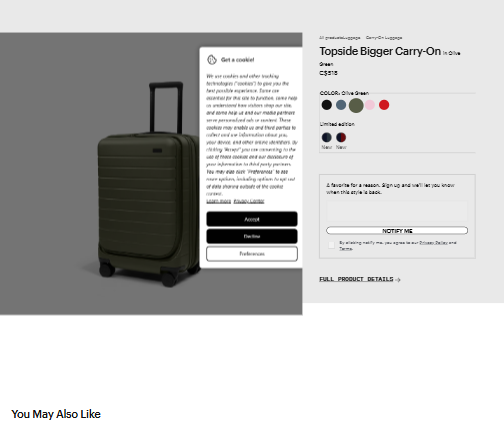 All products/Luggage Carry-On Luggage
Topside Bigger Carry-On in Olive
Green
C$518
COLOR: Olive Green
Limited edition
New New
A favorite for a reason. Sign up and we'll let you know
when this style is back.
NOTIFY ME
By clicking notify me, you agree to our Privacy Policy and
Terms.
FULL PRODUCT DETAILS →
Get a cookie!
We use cookies and other tracking
technologies ("cookies") to give you the
best possible experience. Some are
essential for this site to function, some help
us understand how visitors shop our site,
and some help us and our media partners
serve personalized ads or content. These
cookies may enable us and third parties to
collect and use information about you,
your device, and other online identifiers. By
clicking "Accept" you are consenting to the
use of these cookies and our disclosure of
your information to third party partners.
You may also click "Preferences" to see
more options, including options to opt out
of data sharing outside of the cookie
context.
Learn more Privacy Center
Accept
Decline
Preferences
You May Also Like